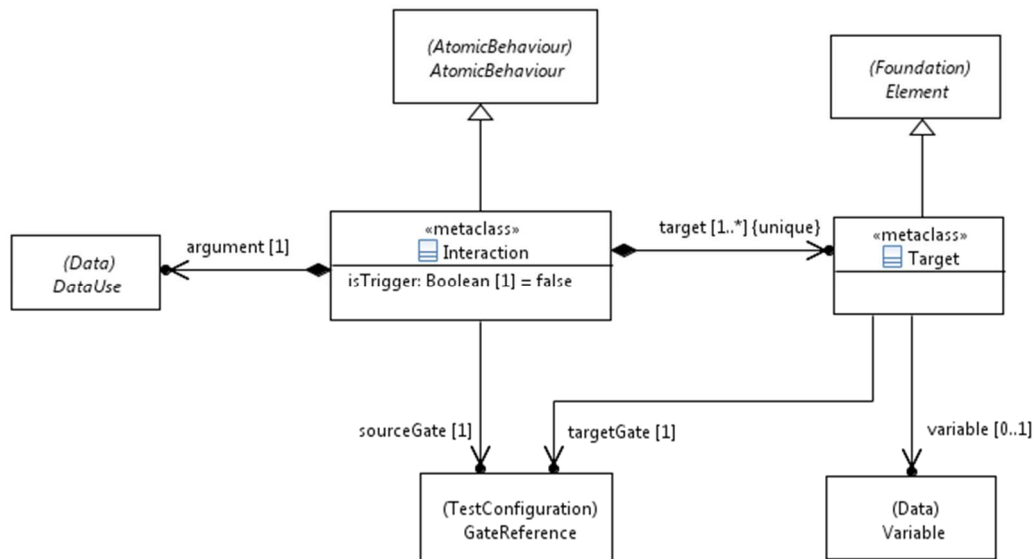 (AtomicBehaviour)
AtomicBehaviour
(Foundation)
Element
(Data)
DataUse
argument [1]
«metaclass»
Interaction
isTrigger: Boolean [1] = false
target [1..*] {unique}
«metaclass»
Target
sourceGate [1]
targetGate [1]
variable [0..1]
(TestConfiguration)
GateReference
(Data)
Variable